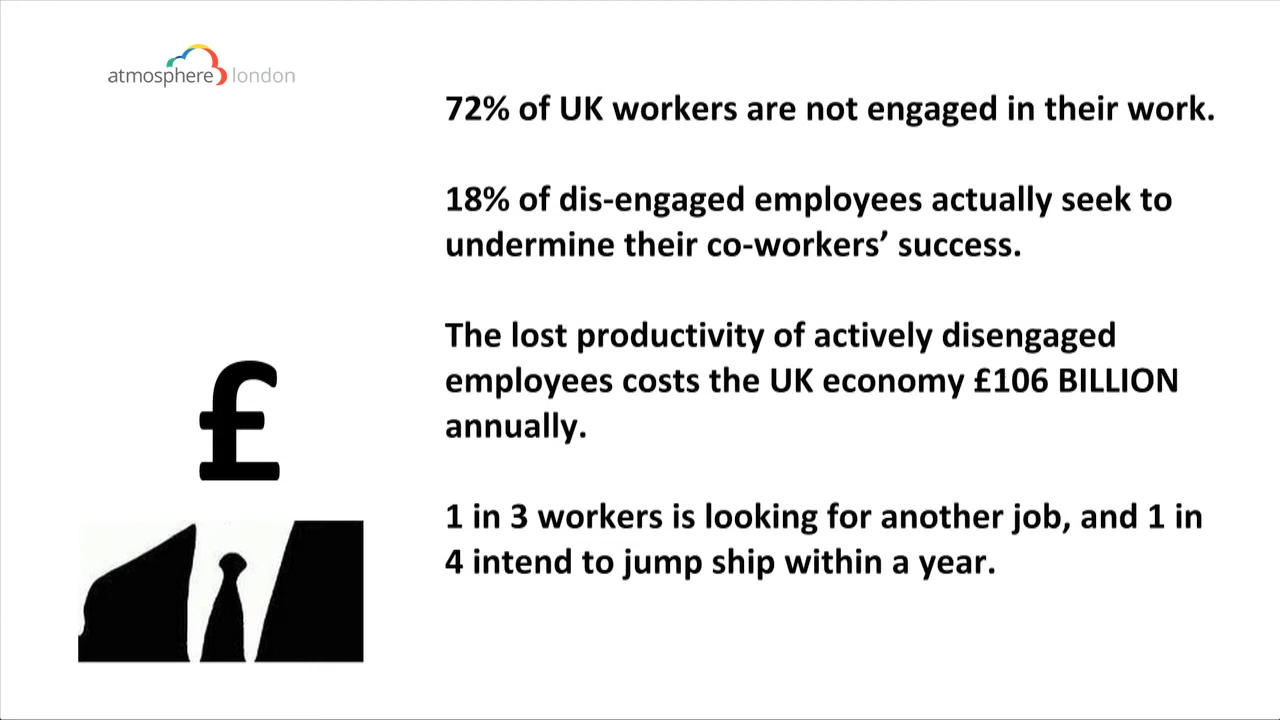 atmosphere london
72% of UK workers are not engaged in their work.
18% of dis-engaged employees actually seek to
undermine their co-workers’ success.
The lost productivity of actively disengaged
employees costs the UK economy £106 BILLION
annually.
£
1 in 3 workers is looking for another job, and 1 in
4 intend to jump ship within a year.